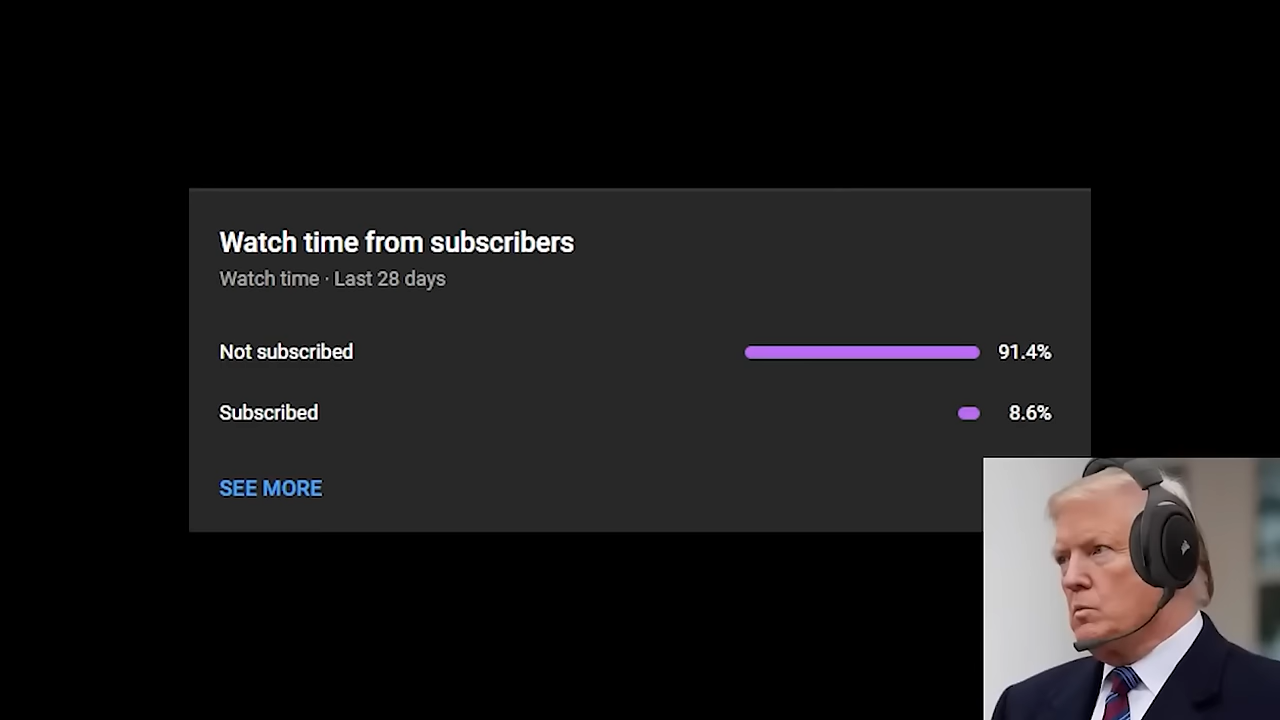 Watch time from subscribers
Watch time · Last 28 days
Not subscribed 91.4%
Subscribed 8.6%
SEE MORE